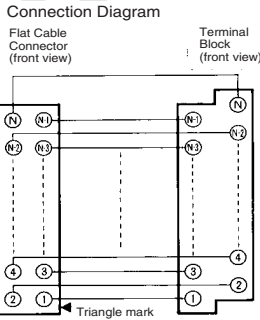 Connection Diagram
Flat Cable
Connector
(front view)
Terminal
Block
(front view)
N
N
N-1
N-1
N-2
N-2
N-3
N-3
4
4
3
3
2
2
1
1
Triangle mark